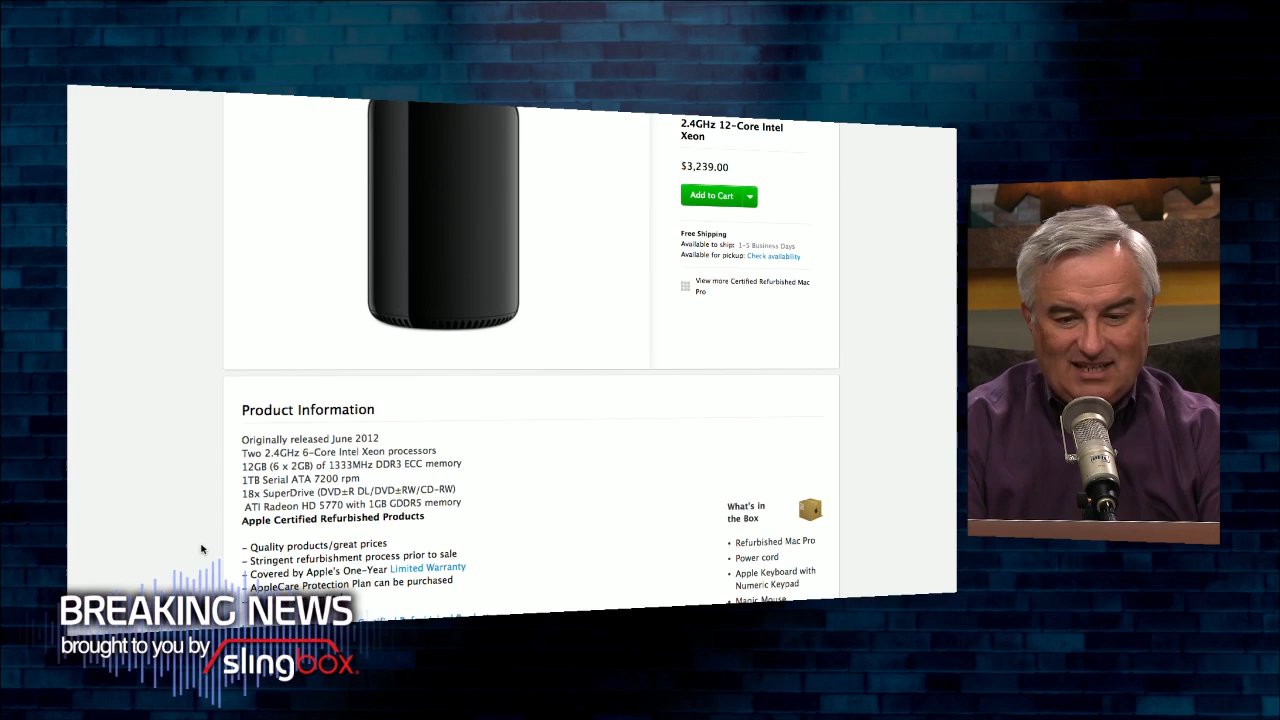 2.4GHz 12-Core Intel
Xeon
$3,239.00
Add to Cart
Free Shipping
Available to ship: 1-5 Business Days
Available for pickup: Check availability
View more Certified Refurbished Mac
Pro
Product Information
Originally released June 2012
Two 2.4GHz 6-Core Intel Xeon processors
12GB (6 x 2GB) of 1333MHz DDR3 ECC memory
1TB Serial ATA 7200 rpm
18x SuperDrive (DVD±R DL/DVD±RW/CD-RW)
ATI Radeon HD 5770 with 1GB GDDR5 memory
Apple Certified Refurbished Products
- Quality products/great prices
- Stringent refurbishment process prior to sale
- Covered by Apple's One-Year Limited Warranty
- AppleCare Protection Plan can be purchased
What's in
the Box
• Refurbished Mac Pro
• Power cord
• Apple Keyboard with
Numeric Keypad
• Magic Mouse
BREAKING NEWS
brought to you by
slingbox.